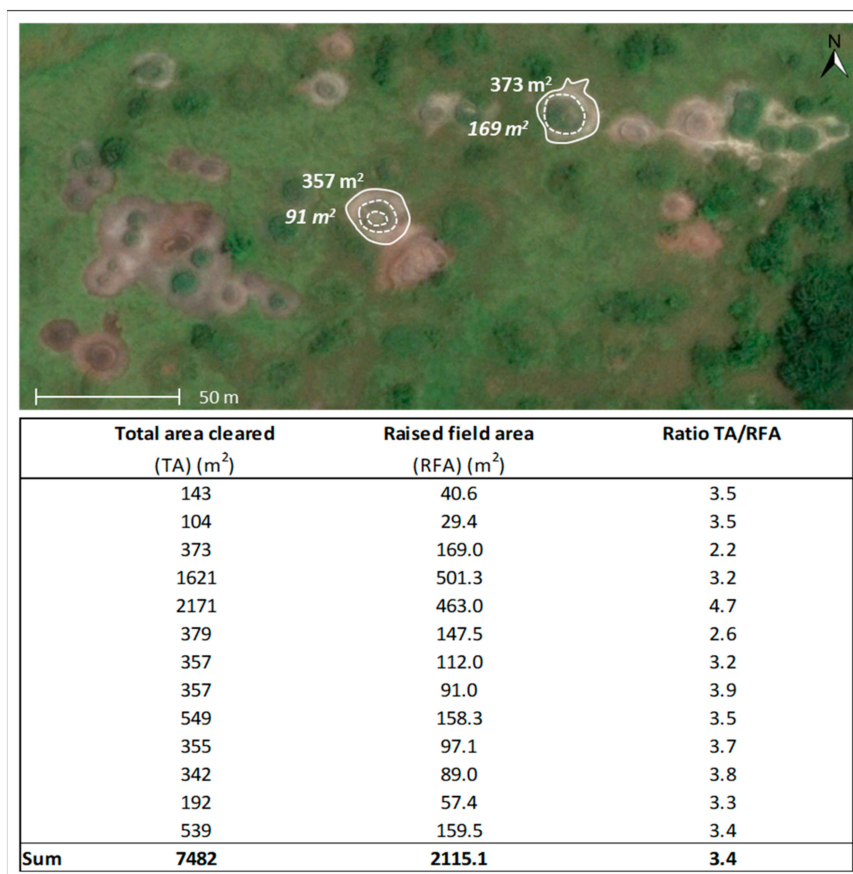 N
373 m²
169 m²
357 m²
91 m²
50 m
Total area cleared Raised field area Ratio TA/RFA
(TA) (m²) (RFA) (m²)
143 40.6 3.5
104 29.4 3.5
373 169.0 2.2
1621 501.3 3.2
2171 463.0 4.7
379 147.5 2.6
357 112.0 3.2
357 91.0 3.9
549 158.3 3.5
355 97.1 3.7
342 89.0 3.8
192 57.4 3.3
539 159.5 3.4
Sum 7482 2115.1 3.4